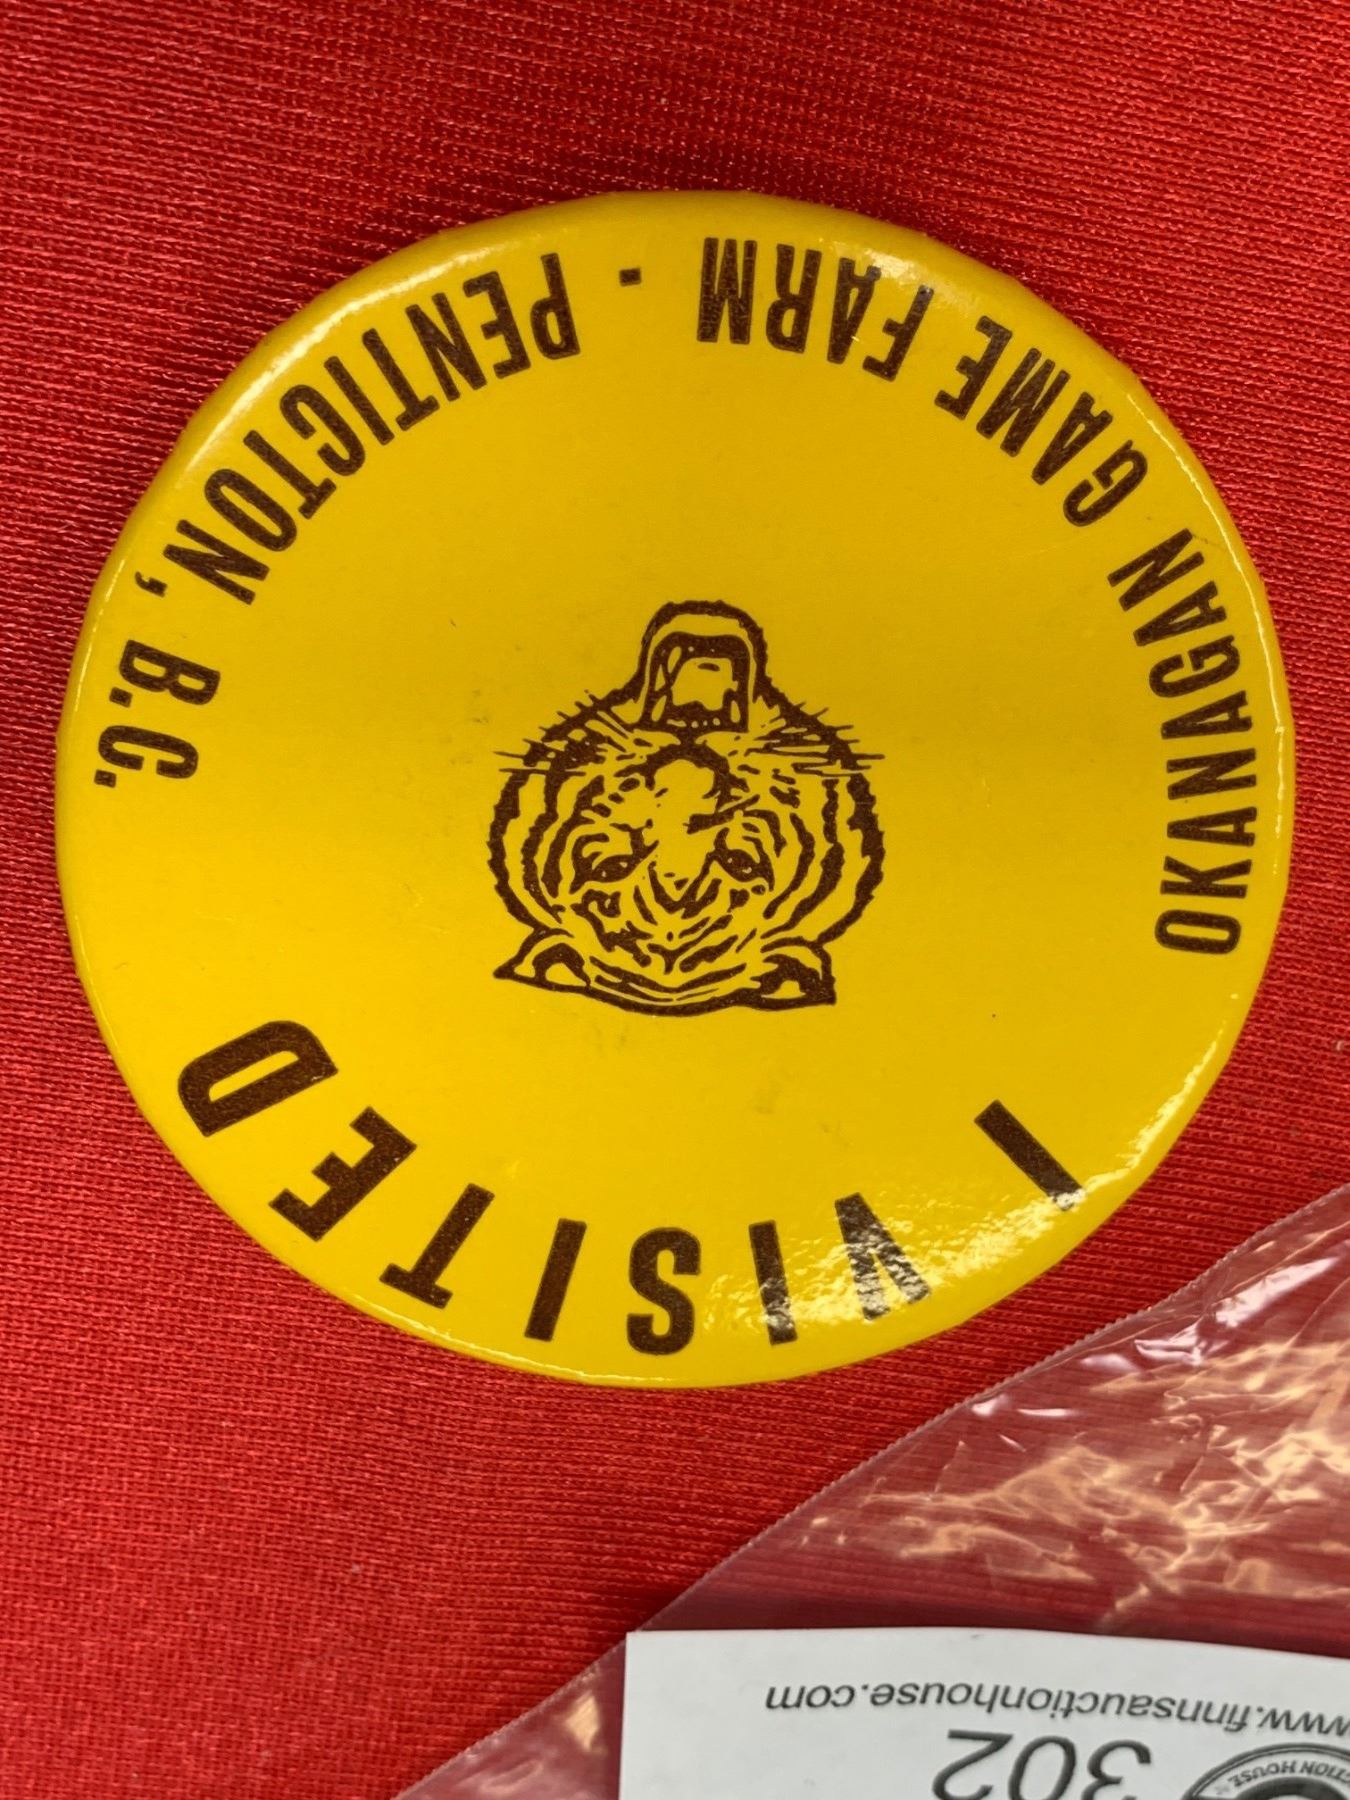 I VISITED
OKANAGAN GAME FARM - PENTICTON, B.C.
302
www.finnsauctionhouse.com